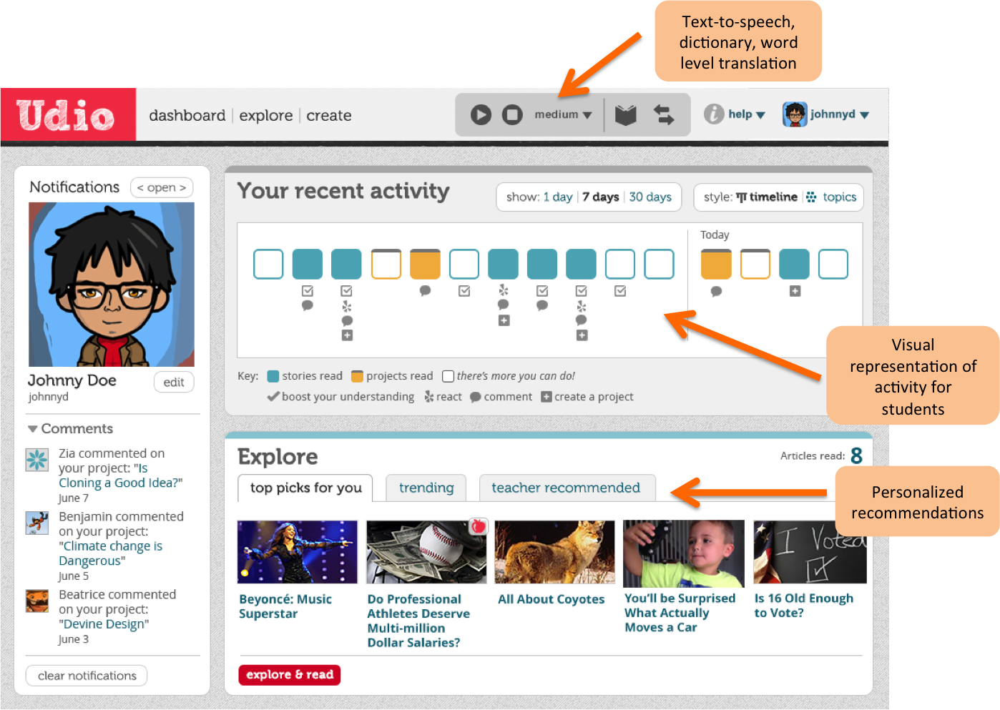 Text-to-speech,
dictionary, word
level translation
Udio
dashboard | explore | create
medium
help
johnnyd
Notifications
< open >
Johnny Doe
edit
johnnyd
Comments
Zia commented on
your project: "Is
Cloning a Good Idea?"
June 7
Benjamin commented
on your project:
"Climate change is
Dangerous"
June 5
Beatrice commented
on your project:
"Devine Design"
June 3
clear notifications
Your recent activity
show: 1 day | 7 days | 30 days
style: timeline | topics
Today
Key: stories read projects read there's more you can do!
boost your understanding react comment create a project
Visual
representation of
activity for
students
Explore
Articles read: 8
top picks for you
trending
teacher recommended
Personalized
recommendations
I Voted
Beyoncé: Music
Superstar
Do Professional
Athletes Deserve
Multi-million
Dollar Salaries?
All About Coyotes
You'll be Surprised
What Actually
Moves a Car
Is 16 Old Enough
to Vote?
explore & read